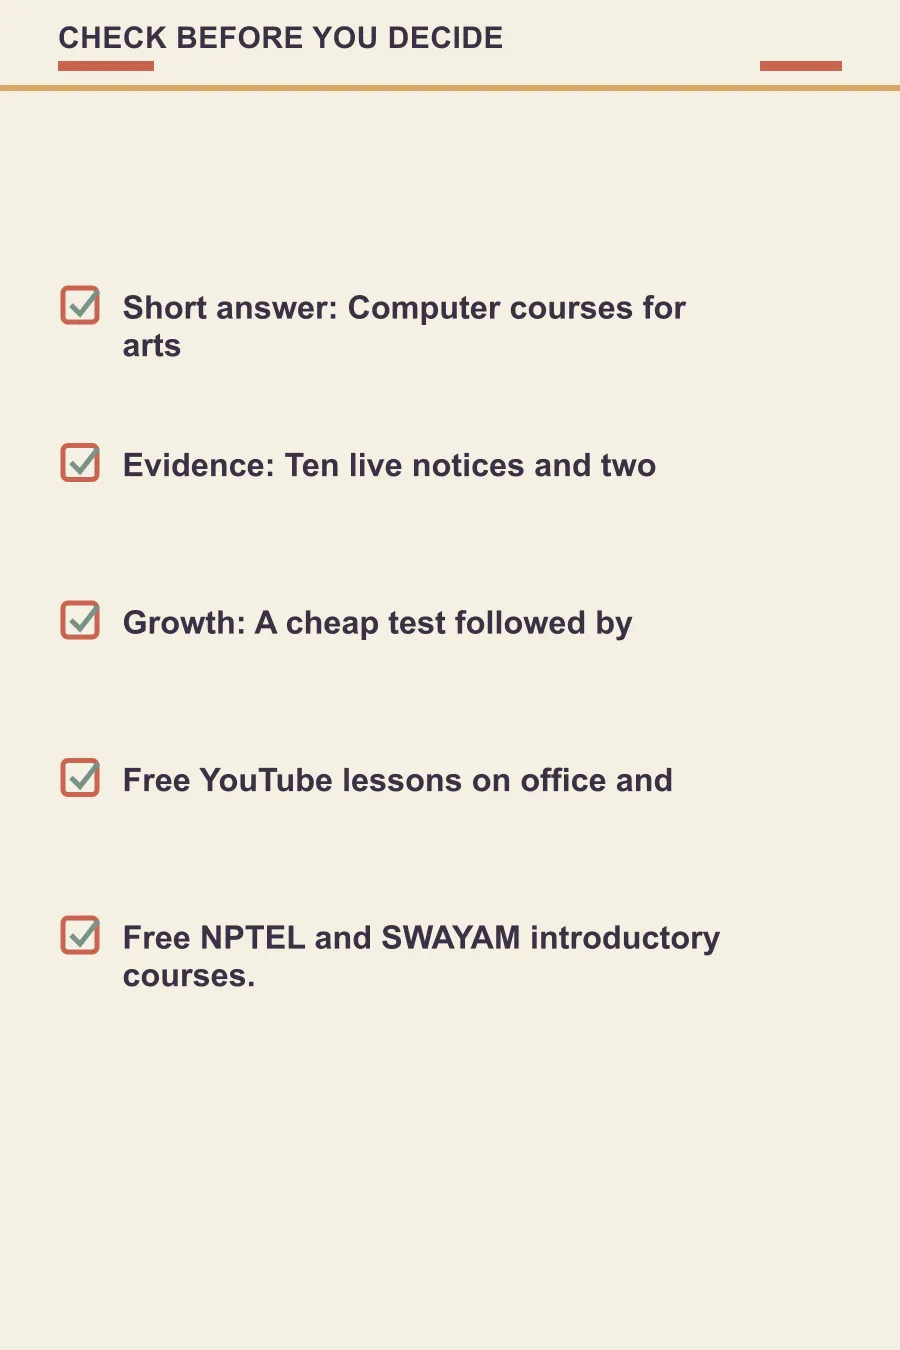 CHECK BEFORE YOU DECIDE
Short answer: Computer courses for
arts
Evidence: Ten live notices and two
Growth: A cheap test followed by
Free YouTube lessons on office and
Free NPTEL and SWAYAM introductory
courses.